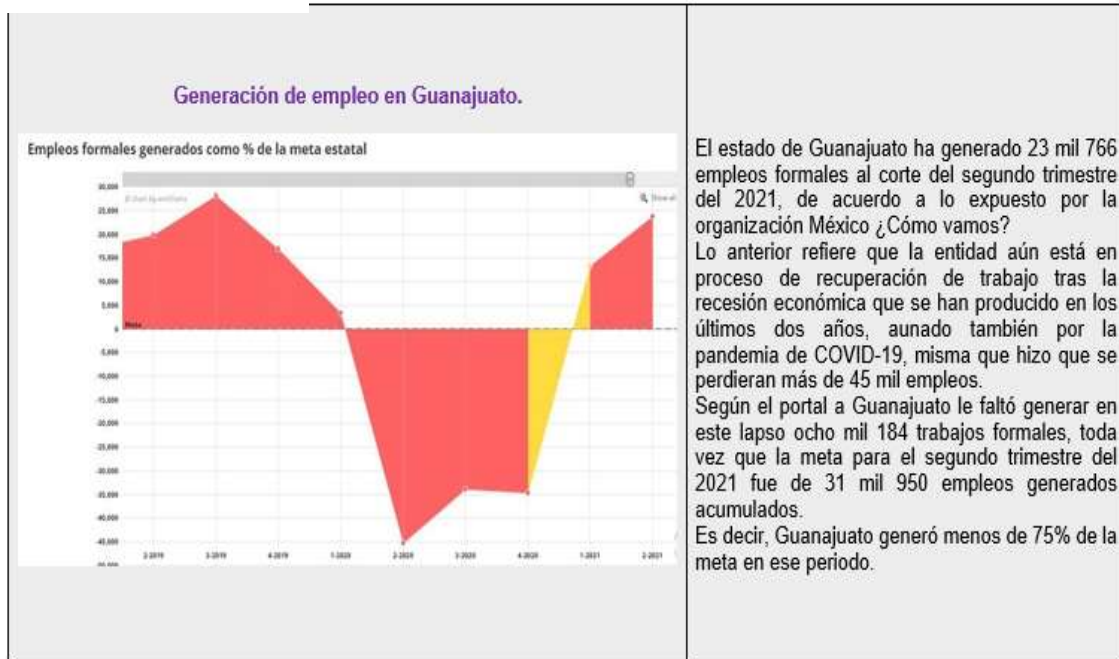 Generación de empleo en Guanajuato.
Empleos formales generados como % de la meta estatal
30,000
25,000
20,000
15,000
10,000
5,000
Meta
0
-5,000
-10,000
-15,000
-20,000
-25,000
-30,000
-35,000
-40,000
-45,000
-50,000
2-2019 3-2019 4-2019 1-2020 2-2020 3-2020 4-2020 1-2021 2-2021
El estado de Guanajuato ha generado 23 mil 766
empleos formales al corte del segundo trimestre
del 2021, de acuerdo a lo expuesto por la
organización México ¿Cómo vamos?
Lo anterior refiere que la entidad aún está en
proceso de recuperación de trabajo tras la
recesión económica que se han producido en los
últimos dos años, aunado también por la
pandemia de COVID-19, misma que hizo que se
perdieran más de 45 mil empleos.
Según el portal a Guanajuato le faltó generar en
este lapso ocho mil 184 trabajos formales, toda
vez que la meta para el segundo trimestre del
2021 fue de 31 mil 950 empleos generados
acumulados.
Es decir, Guanajuato generó menos de 75% de la
meta en ese periodo.